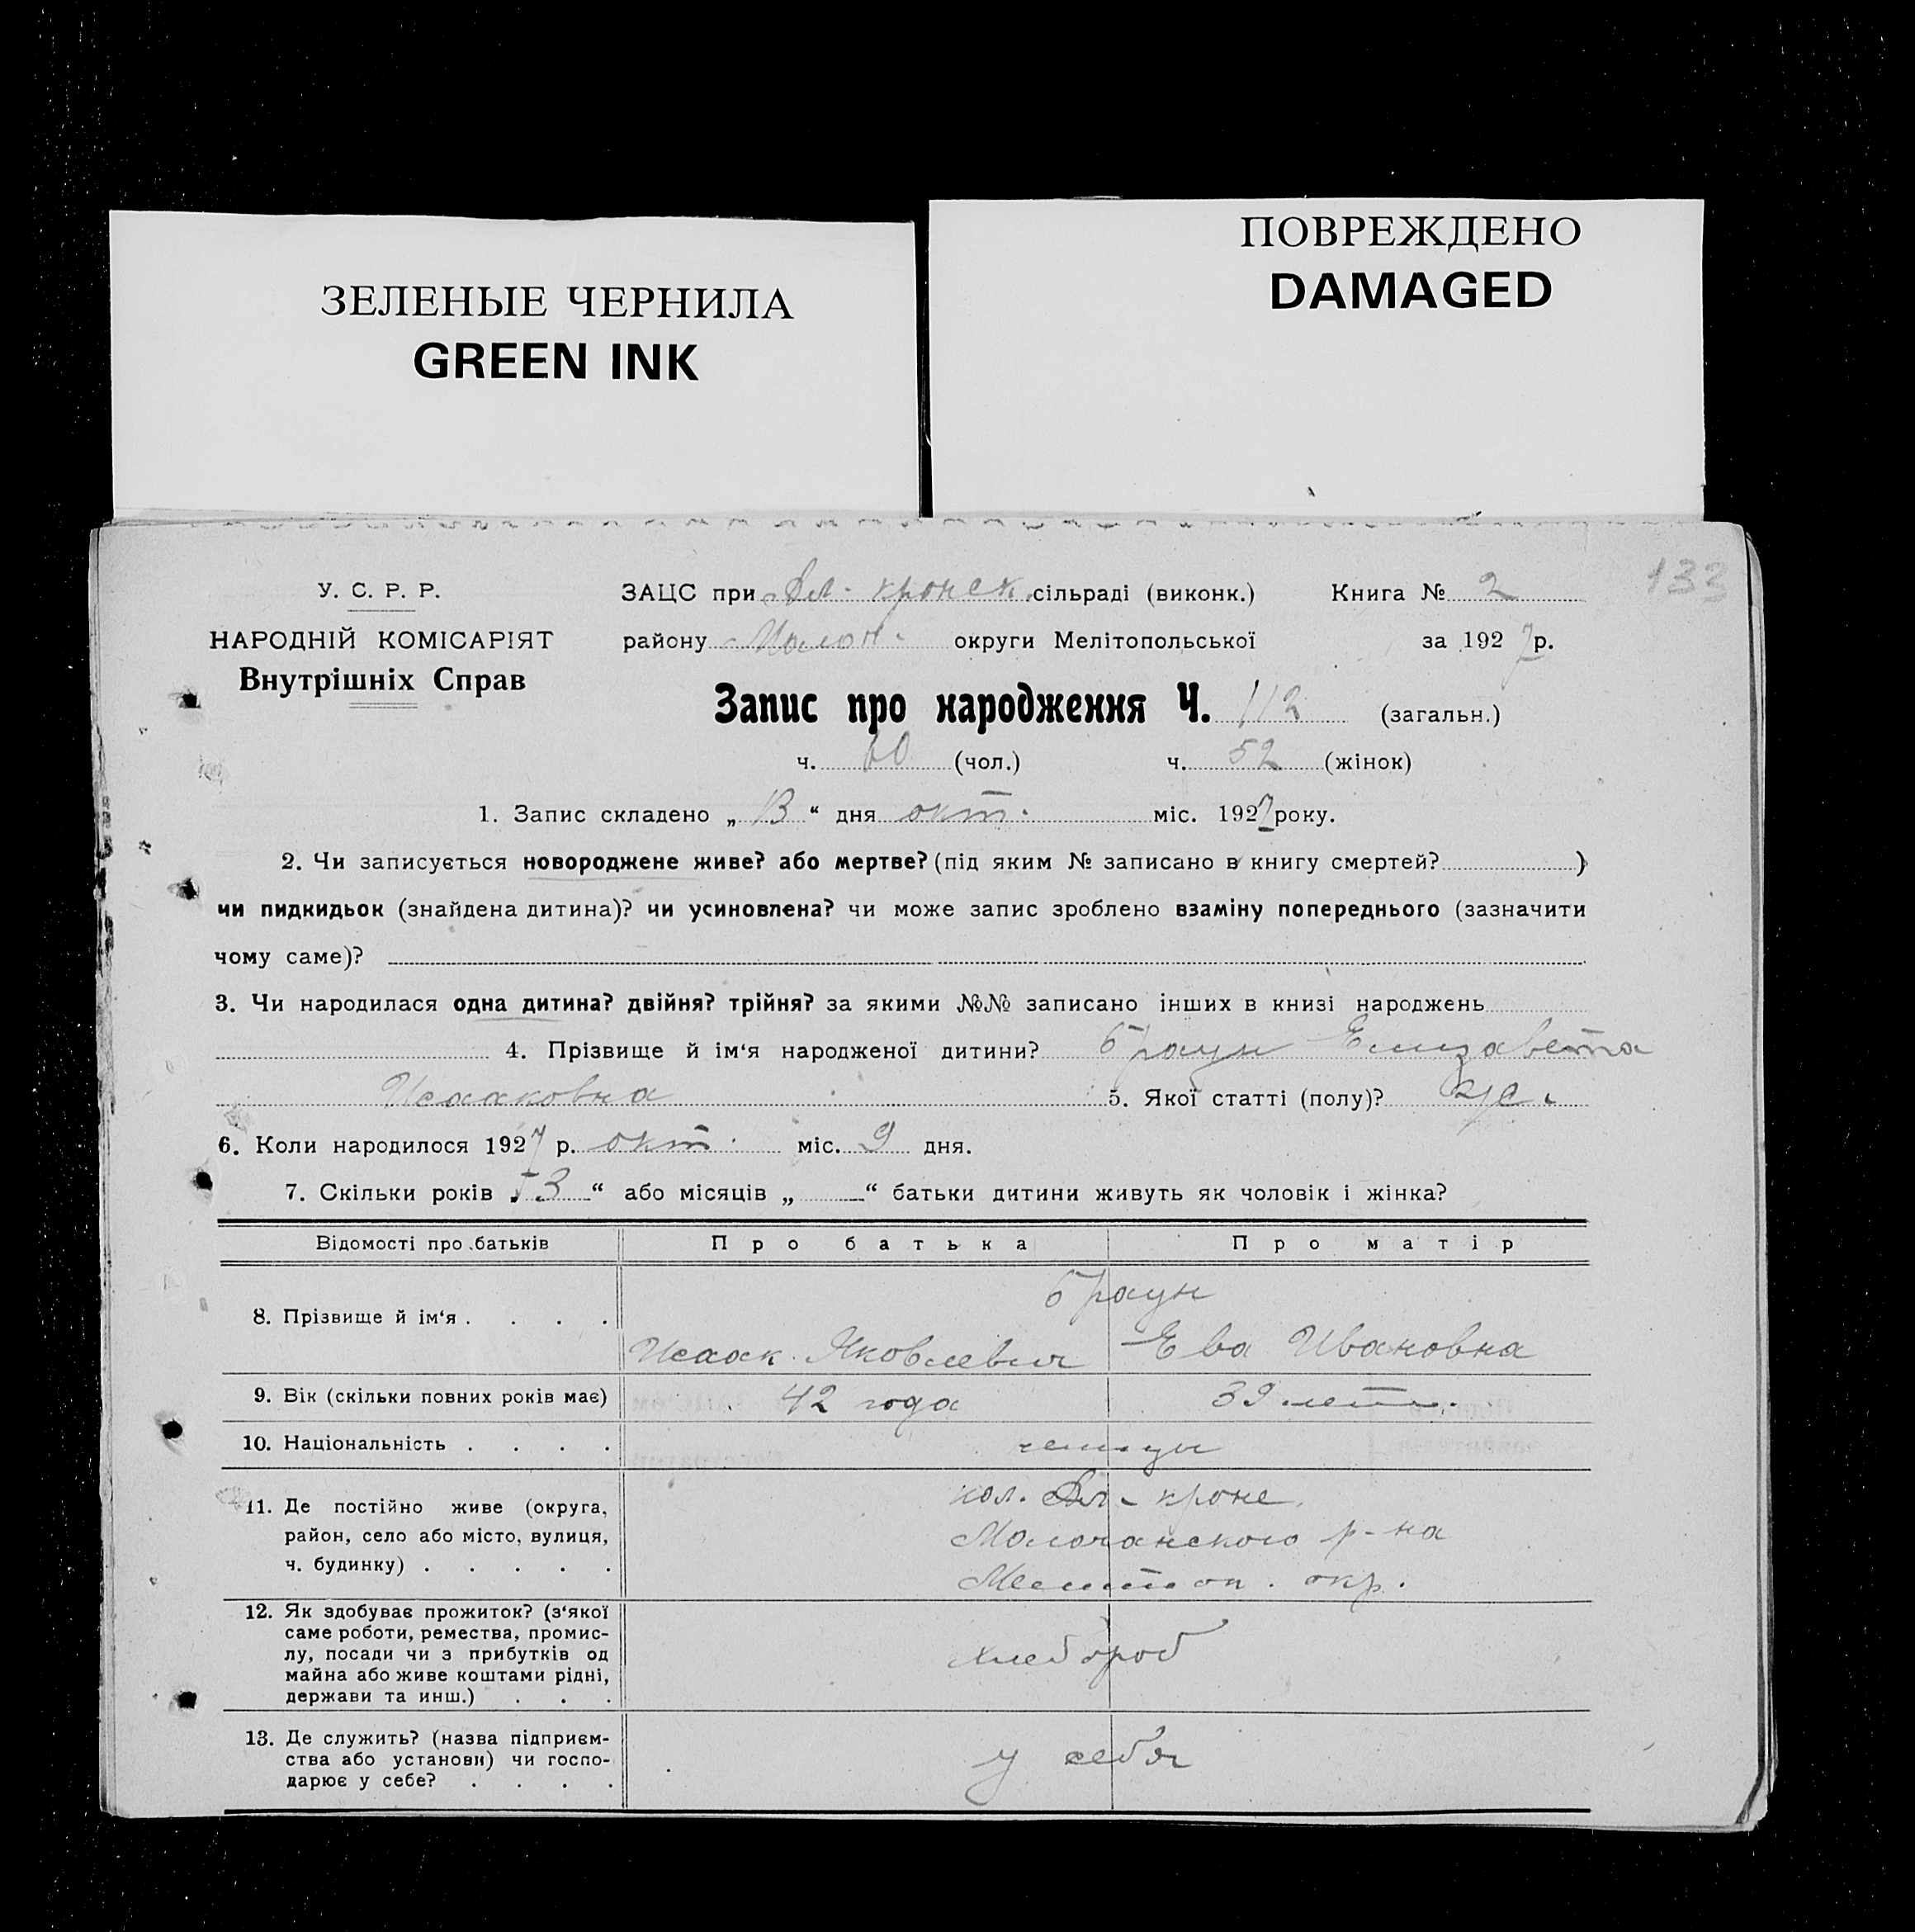 ЗЕЛЕНЫЕ ЧЕРНИЛА
GREEN INK
ПОВРЕЖДЕНО
DAMAGED
133
У. С. Р. Р.
НАРОДНІЙ КОМІСАРІЯТ
Внутрішніх Справ
ЗАЦС при Ал.-кронск. сільраді (виконк.) Книга № 2
району Молоч. округи Мелітопольської за 1927 р.
Запис про народження Ч. 112 (загальн.)
ч. 60 (чол.) ч. 52 (жінок)
1. Запис складено „ 13 “ дня окт. міс. 1927 року.
2. Чи записується новороджене живе? або мертве? (під яким № записано в книгу смертей? )
чи пидкидьок (знайдена дитина)? чи усиновлена? чи може запис зроблено взаміну попереднього (зазначити
чому саме)?
3. Чи народилася одна дитина? двійня? трійня? за якими №№ записано інших в книзі народжень
4. Прізвище й ім‘я народженої дитини? Браун Елизавета
Исааковна 5. Якої статті (полу)? же.
6. Коли народилося 1927 р. окт. міс. 9 дня.
7. Скільки років „ 13 “ або місяців „ “ батьки дитини живуть як чоловік і жінка?
Відомості про батьків Про батька Про матір
Браун
8. Прізвище й ім‘я . . . .
Исаак Яковлевич Ева Ивановна
9. Вік (скільки повних років має) 42 года 39 лет.
10. Національність . . . . немцы
11. Де постійно живе (округа, район, село або місто, вулиця, ч. будинку) . . . . .
кол. Ал-кроне.
Молочанского р-на
Мелитоп. окр.
12. Як здобуває прожиток? (з‘якої
саме роботи, ремества, промис-
лу, посади чи з прибутків од
майна або живе коштами рідні,
держави та инш.) . . .
хлебороб
13. Де служить? (назва підприєм-
ства або установи) чи госпо-
дарює у себе? . . . .
у себя